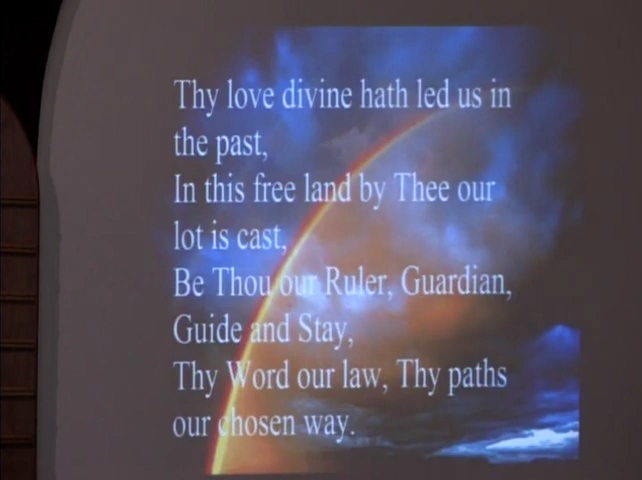 Thy love divine hath led us in
the past,
In this free land by Thee our
lot is cast,
Be Thou our Ruler, Guardian,
Guide and Stay,
Thy Word our law, Thy paths
our chosen way.